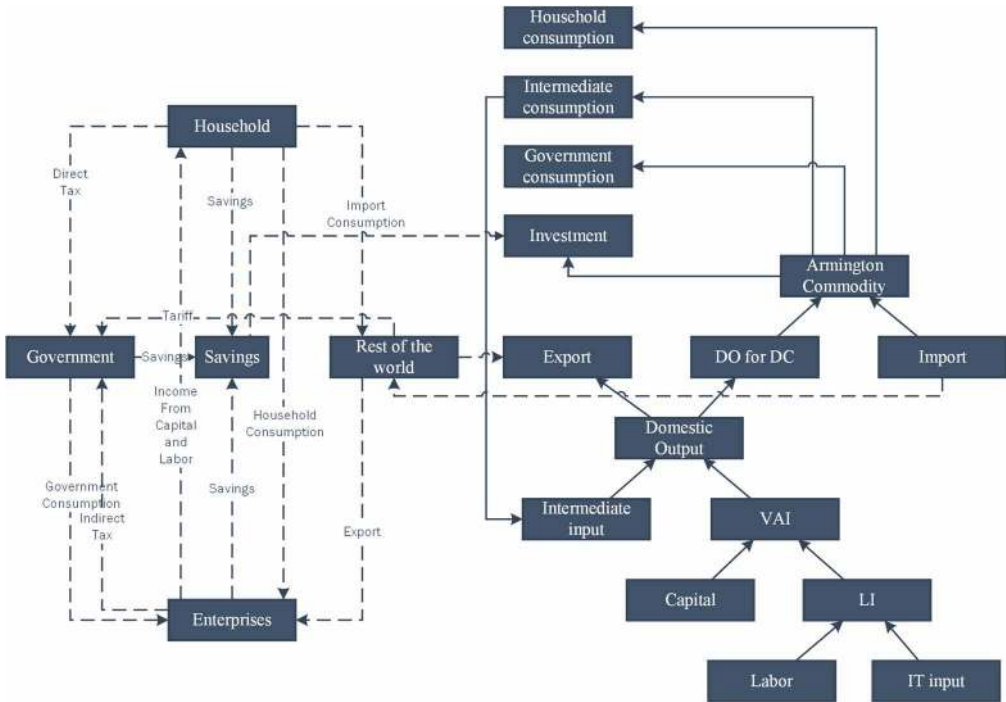 Household
consumption
Intermediate
consumption
Household
Government
consumption
Direct
Tax
Savings
Import
Consumption
Investment
Armington
Commodity
Tariff
Government
Savings
Savings
Rest of the
world
Export
DO for DC
Import
Income
From
Capital
and
Labor
Household
Consumption
Domestic
Output
Government
Consumption
Indirect
Tax
Savings
Export
Intermediate
input
VAI
Capital
LI
Enterprises
Labor
IT input